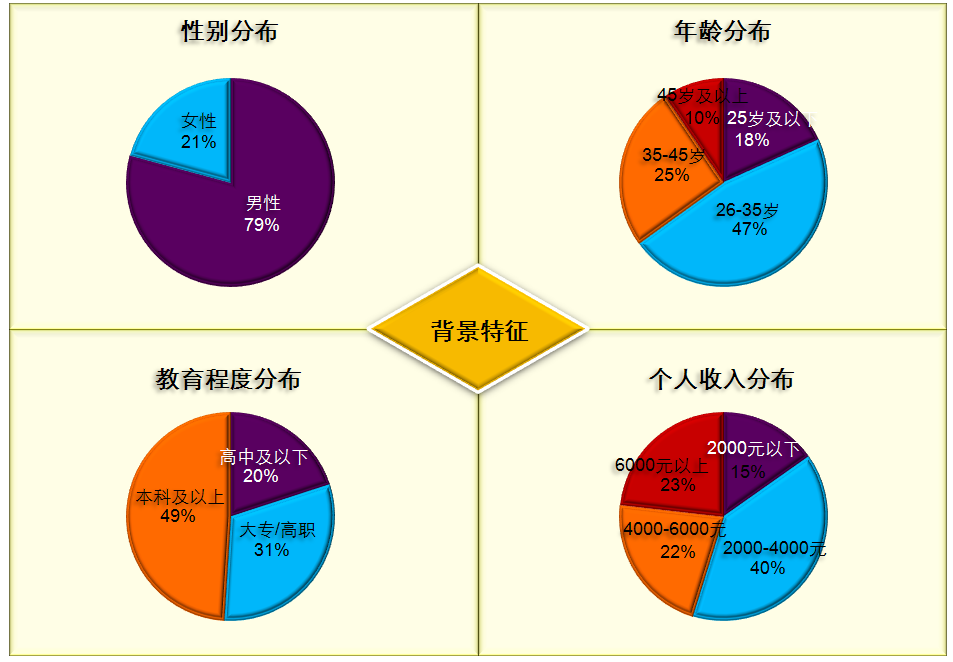 性别分布
女性
21%
男性
79%
年龄分布
45岁及以上
10%
25岁及以下
18%
35-45岁
25%
26-35岁
47%
背景特征
教育程度分布
高中及以下
20%
本科及以上
49%
大专/高职
31%
个人收入分布
2000元以下
15%
6000元以上
23%
4000-6000元
22%
2000-4000元
40%